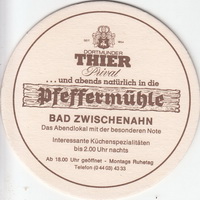 DORTMUNDER
THIER
Privat
...und abends natürlich in die
Pfeffermühle
BAD ZWISCHENAHN
Das Abendlokal mit der besonderen Note
Interessante Küchenspezialitäten
bis 2.00 Uhr nachts
Ab 18.00 Uhr geöffnet - Montags Ruhetag
Telefon (0 44 03) 43 33